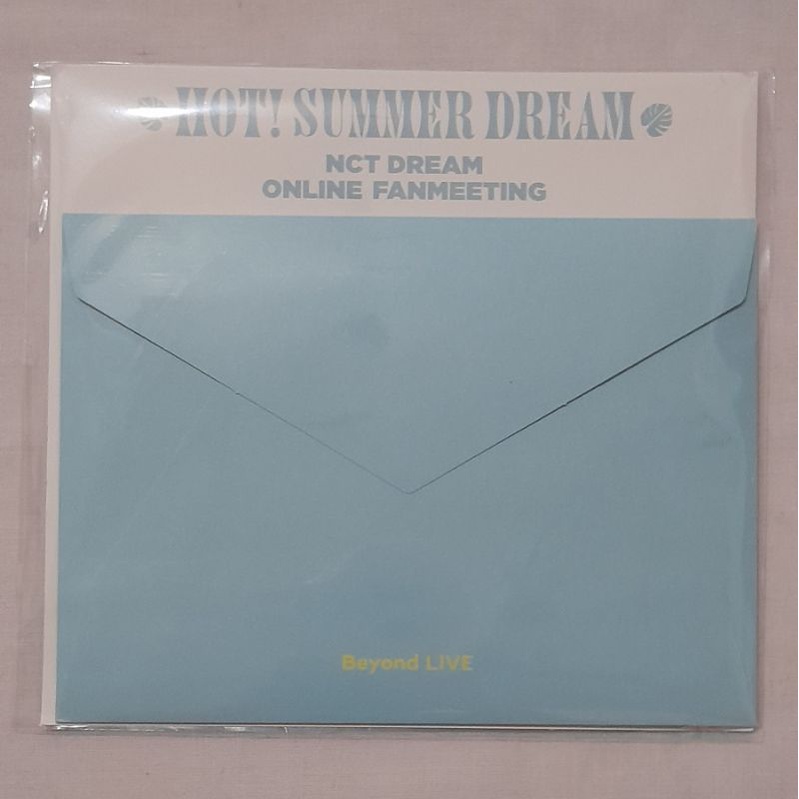 HOT! SUMMER DREAM
NCT DREAM
ONLINE FANMEETING
Beyond LIVE